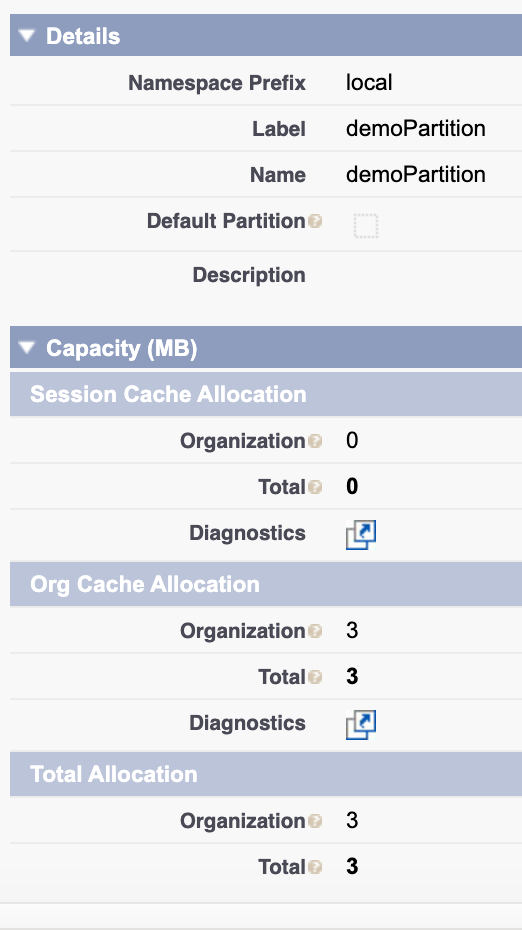 Details
Namespace Prefix local
Label demoPartition
Name demoPartition
Default Partition ?
Description
Capacity (MB)
Session Cache Allocation
Organization ? 0
Total ? 0
Diagnostics
Org Cache Allocation
Organization ? 3
Total ? 3
Diagnostics
Total Allocation
Organization ? 3
Total ? 3